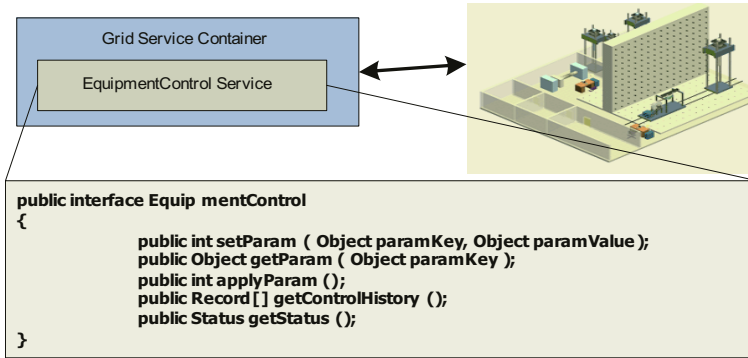 Grid Service Container
EquipmentControl Service
public interface Equip mentControl
{
public int setParam ( Object paramKey, Object paramValue );
public Object getParam ( Object paramKey );
public int applyParam ();
public Record[] getControlHistory ();
public Status getStatus ();
}